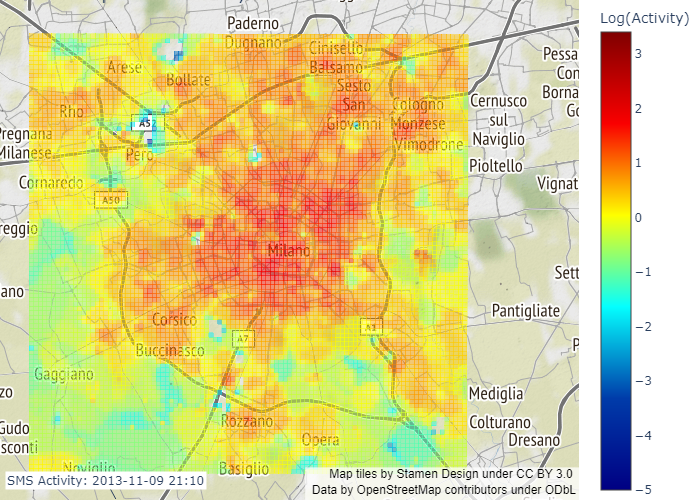 Paderno
Dugnano
Cinisello
Balsamo
Arese
Bollate
Sesto
San
Giovanni
Rho
A52
Cologno
Monzese
Vimodrone
Cernusco
sul
Naviglio
Pessa
Con
Borna
Go
Pregnana
Milanese
Pero
Pioltello
Cornaredo
A50
Vignat
reggio
Milano
Sett
ano
Pantigliate
Corsico
A7
A1
Buccinasco
P
Gaggiano
zo
Mediglia
Rozzano
Colturano
Gudo
sconti
Opera
Dresano
Noviglio
Basiglio
SMS Activity: 2013-11-09 21:10
Map tiles by Stamen Design under CC BY 3.0
Data by OpenStreetMap contributors under ODbL
Log(Activity)
3
2
1
0
−1
−2
−3
−4
−5